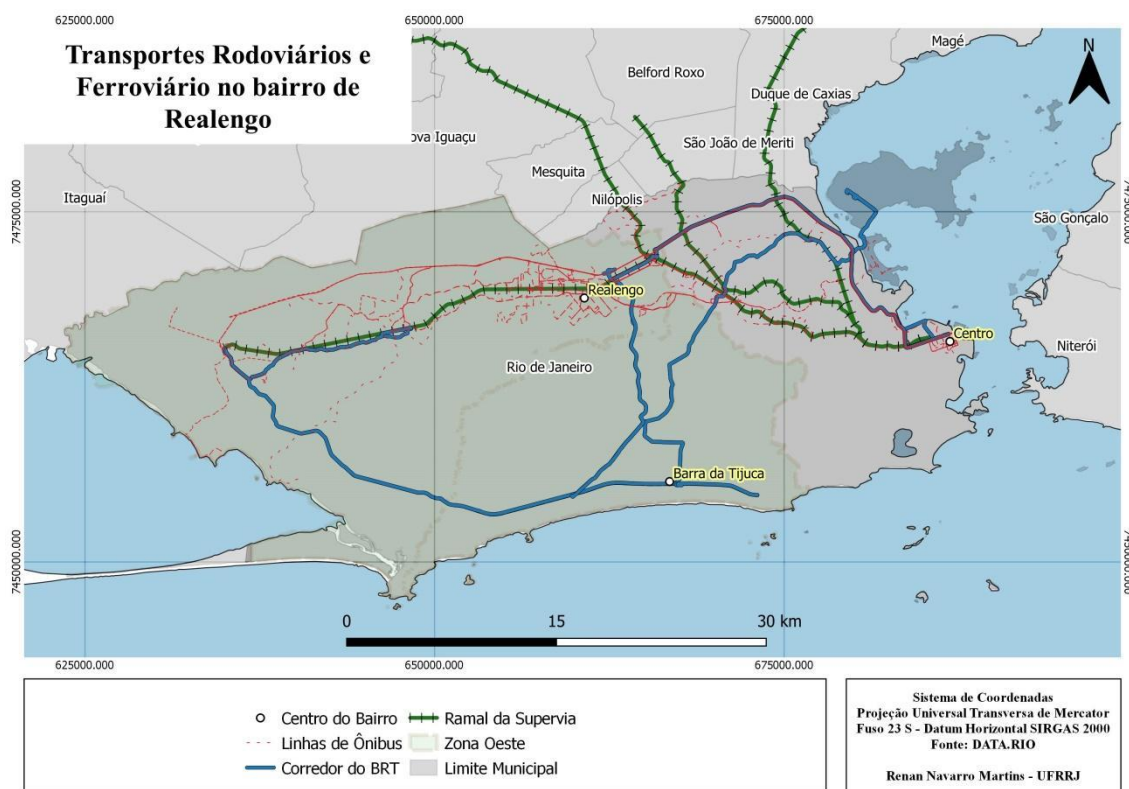 625000.000 650000.000 675000.000
Transportes Rodoviários e
Ferroviário no bairro de
Realengo
N
Magé
Belford Roxo
Duque de Caxias
ova Iguaçu
São João de Meriti
Mesquita
Itaguaí
Nilópolis
7475000.000
7475000.000
São Gonçalo
Realengo
Centro
Niterói
Rio de Janeiro
Barra da Tijuca
7450000.000
7450000.000
0 15 30 km
625000.000 650000.000 675000.000
Centro do Bairro Ramal da Supervia
Linhas de Ônibus Zona Oeste
Corredor do BRT Limite Municipal
Sistema de Coordenadas
Projeção Universal Transversa de Mercator
Fuso 23 S - Datum Horizontal SIRGAS 2000
Fonte: DATA.RIO
Renan Navarro Martins - UFRRJ